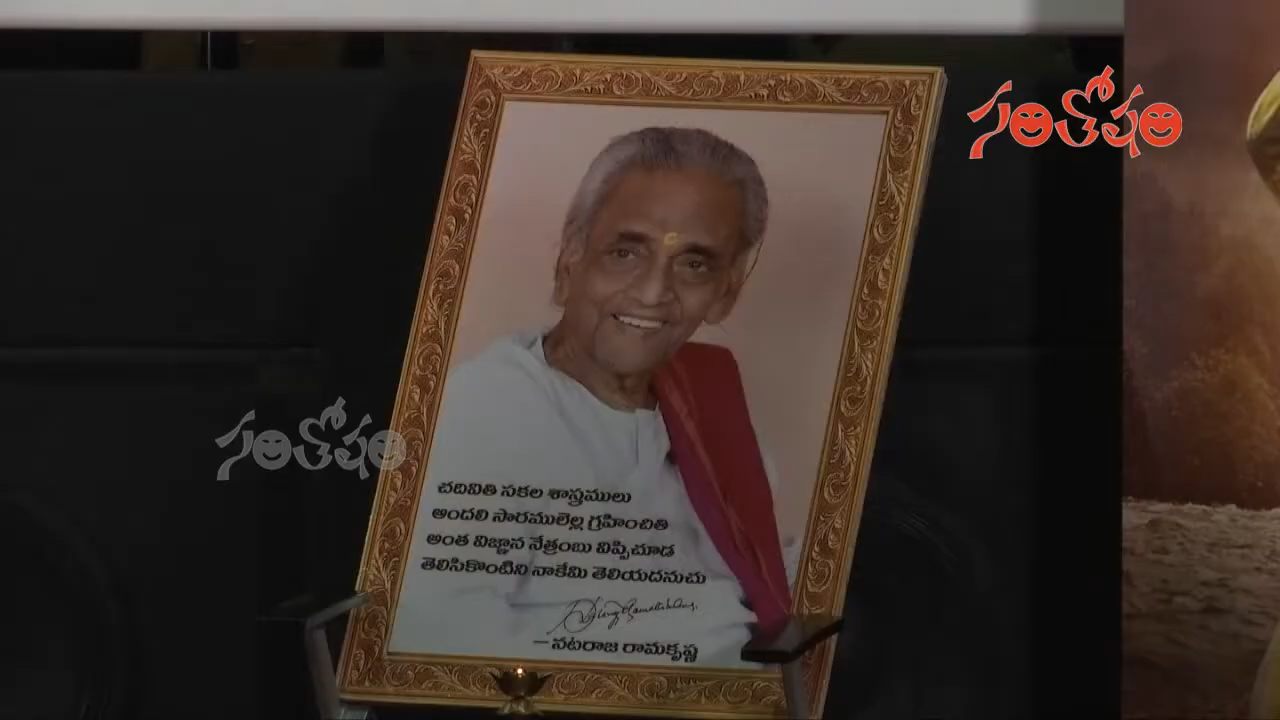 సంతోషం
సంతోషం
చదివితి సకల శాస్త్రములు
అందలి సారములెల్ల గ్రహించితి
అంత విజ్ఞాన నేత్రంబు విప్పిచూడ
తెలిసికొంటిని నాకేమి తెలియదనుచు
— నటరాజ రామకృష్ణ